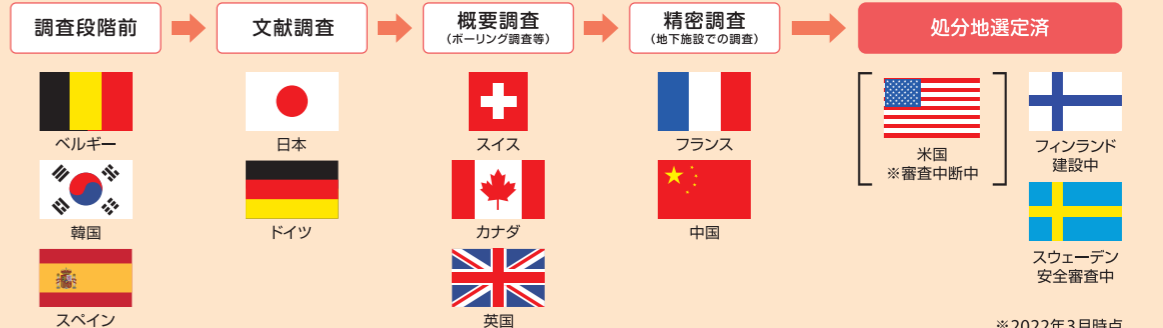 調査段階前
文献調査
概要調査
（ボーリング調査等）
精密調査
（地下施設での調査）
処分地選定済
ベルギー
韓国
スペイン
日本
ドイツ
スイス
カナダ
英国
フランス
中国
米国
※審査中断中
フィンランド
建設中
スウェーデン
安全審査中
※2022年3月時点